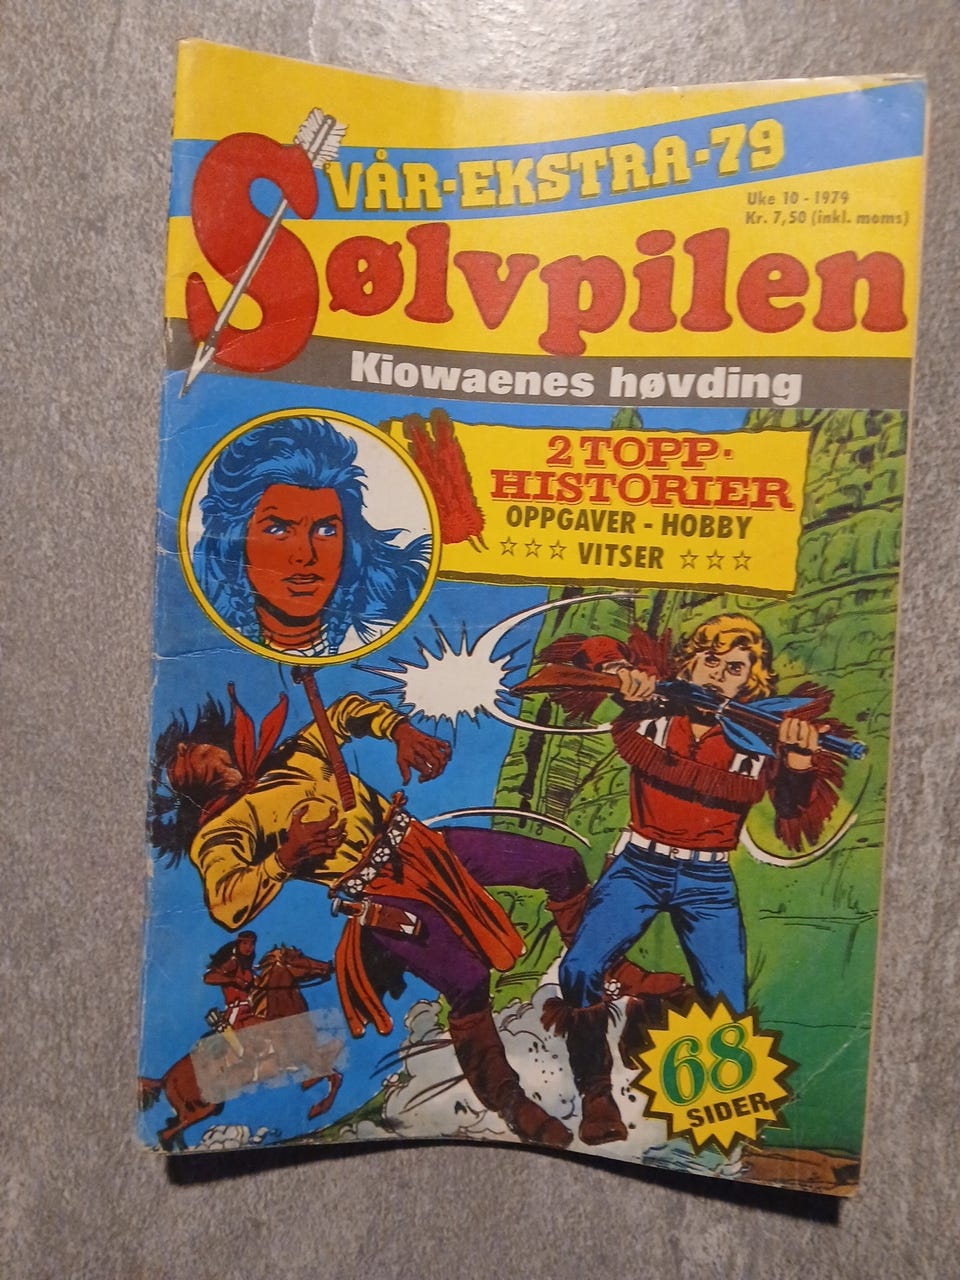 VÅR-EKSTRA-79
Uke 10 - 1979
Kr. 7,50 (inkl. moms)
Sølvpilen
Kiowaenes høvding
2 TOPP-
HISTORIER
OPPGAVER - HOBBY
☆☆☆ VITSER ☆☆☆
68
SIDER